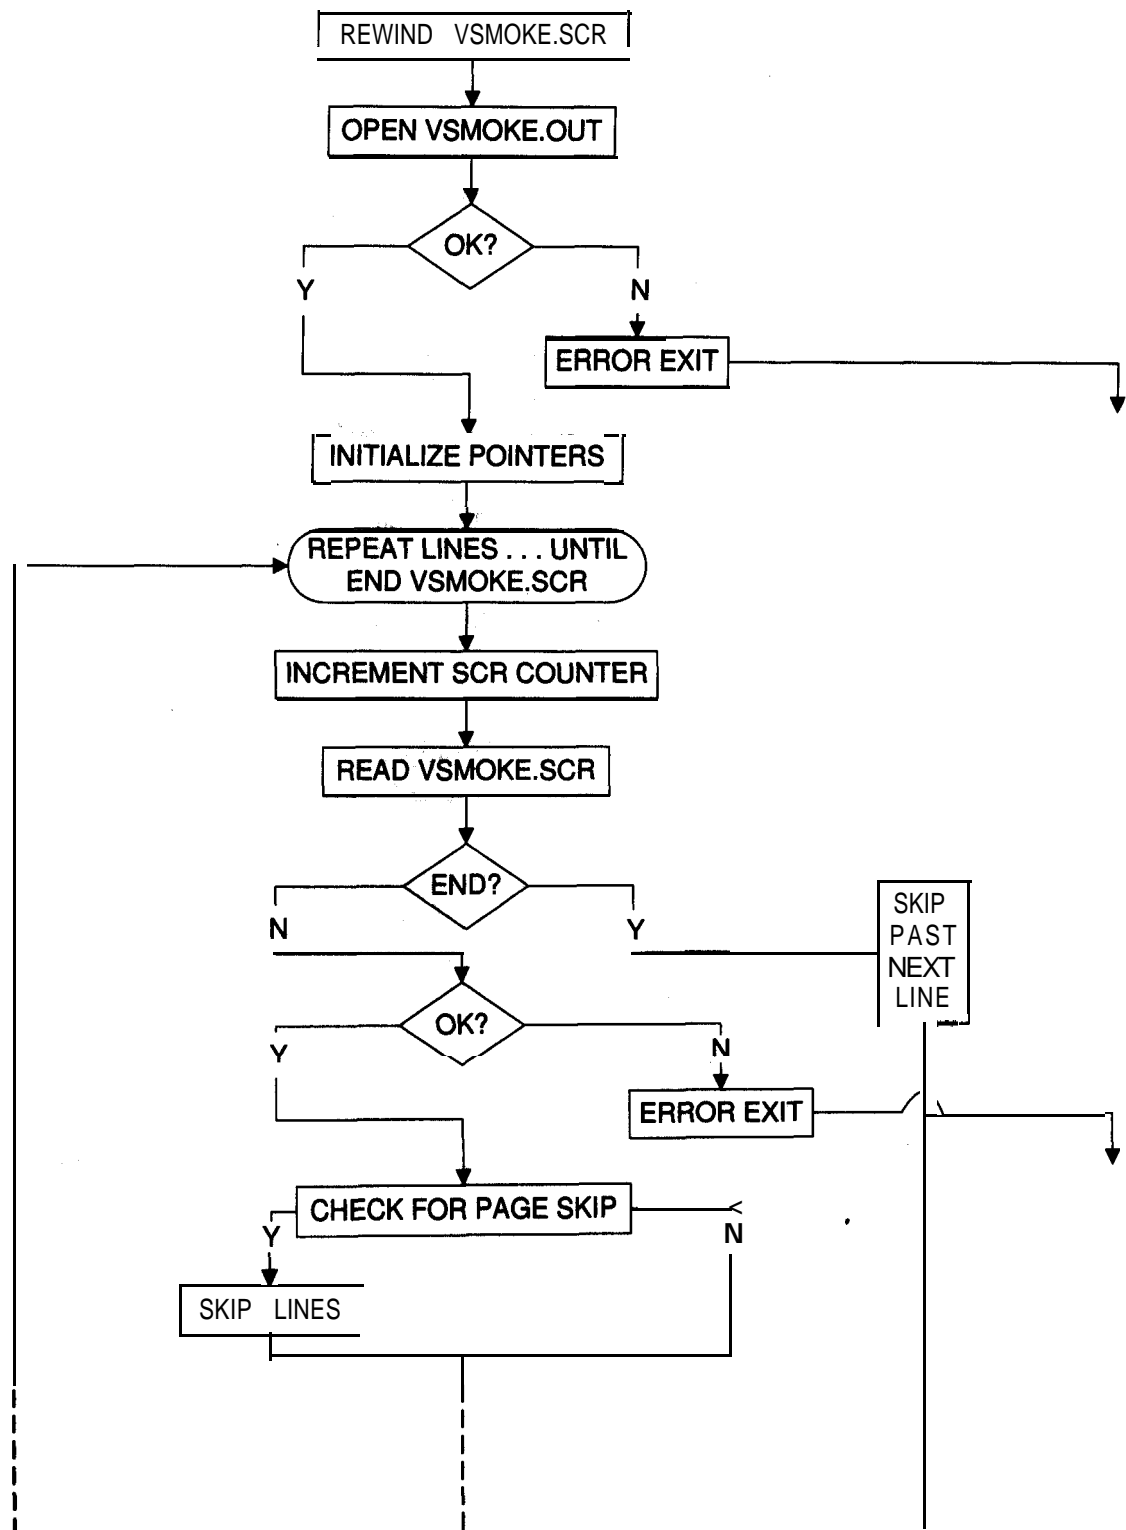 REWIND VSMOKE.SCR
OPEN VSMOKE.OUT
OK?
Y
N
ERROR EXIT
INITIALIZE POINTERS
REPEAT LINES . . . UNTIL
END VSMOKE.SCR
INCREMENT SCR COUNTER
READ VSMOKE.SCR
END?
N
Y
SKIP
PAST
NEXT
LINE
OK?
Y
N
ERROR EXIT
CHECK FOR PAGE SKIP
Y
N
SKIP LINES